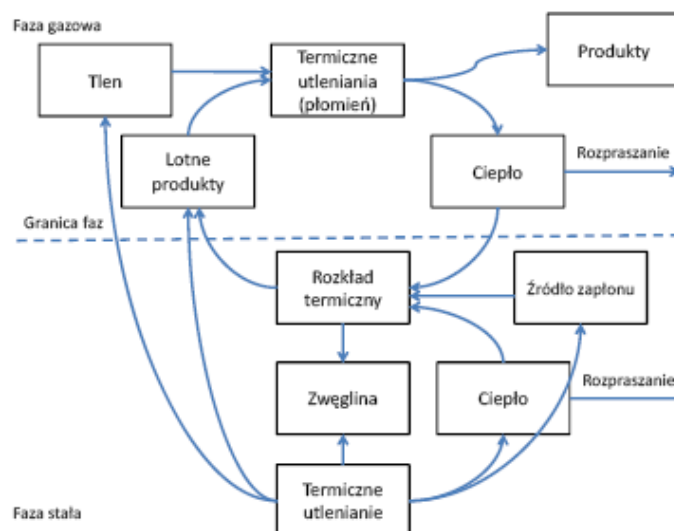 Faza gazowa
Tlen
Termiczne
utleniania
(płomień)
Produkty
Lotne
produkty
Ciepło
Rozpraszanie
Granica faz
Rozkład
termiczny
Źródło zapłonu
Zwęglina
Ciepło
Rozpraszanie
Termiczne
utlenianie
Faza stała